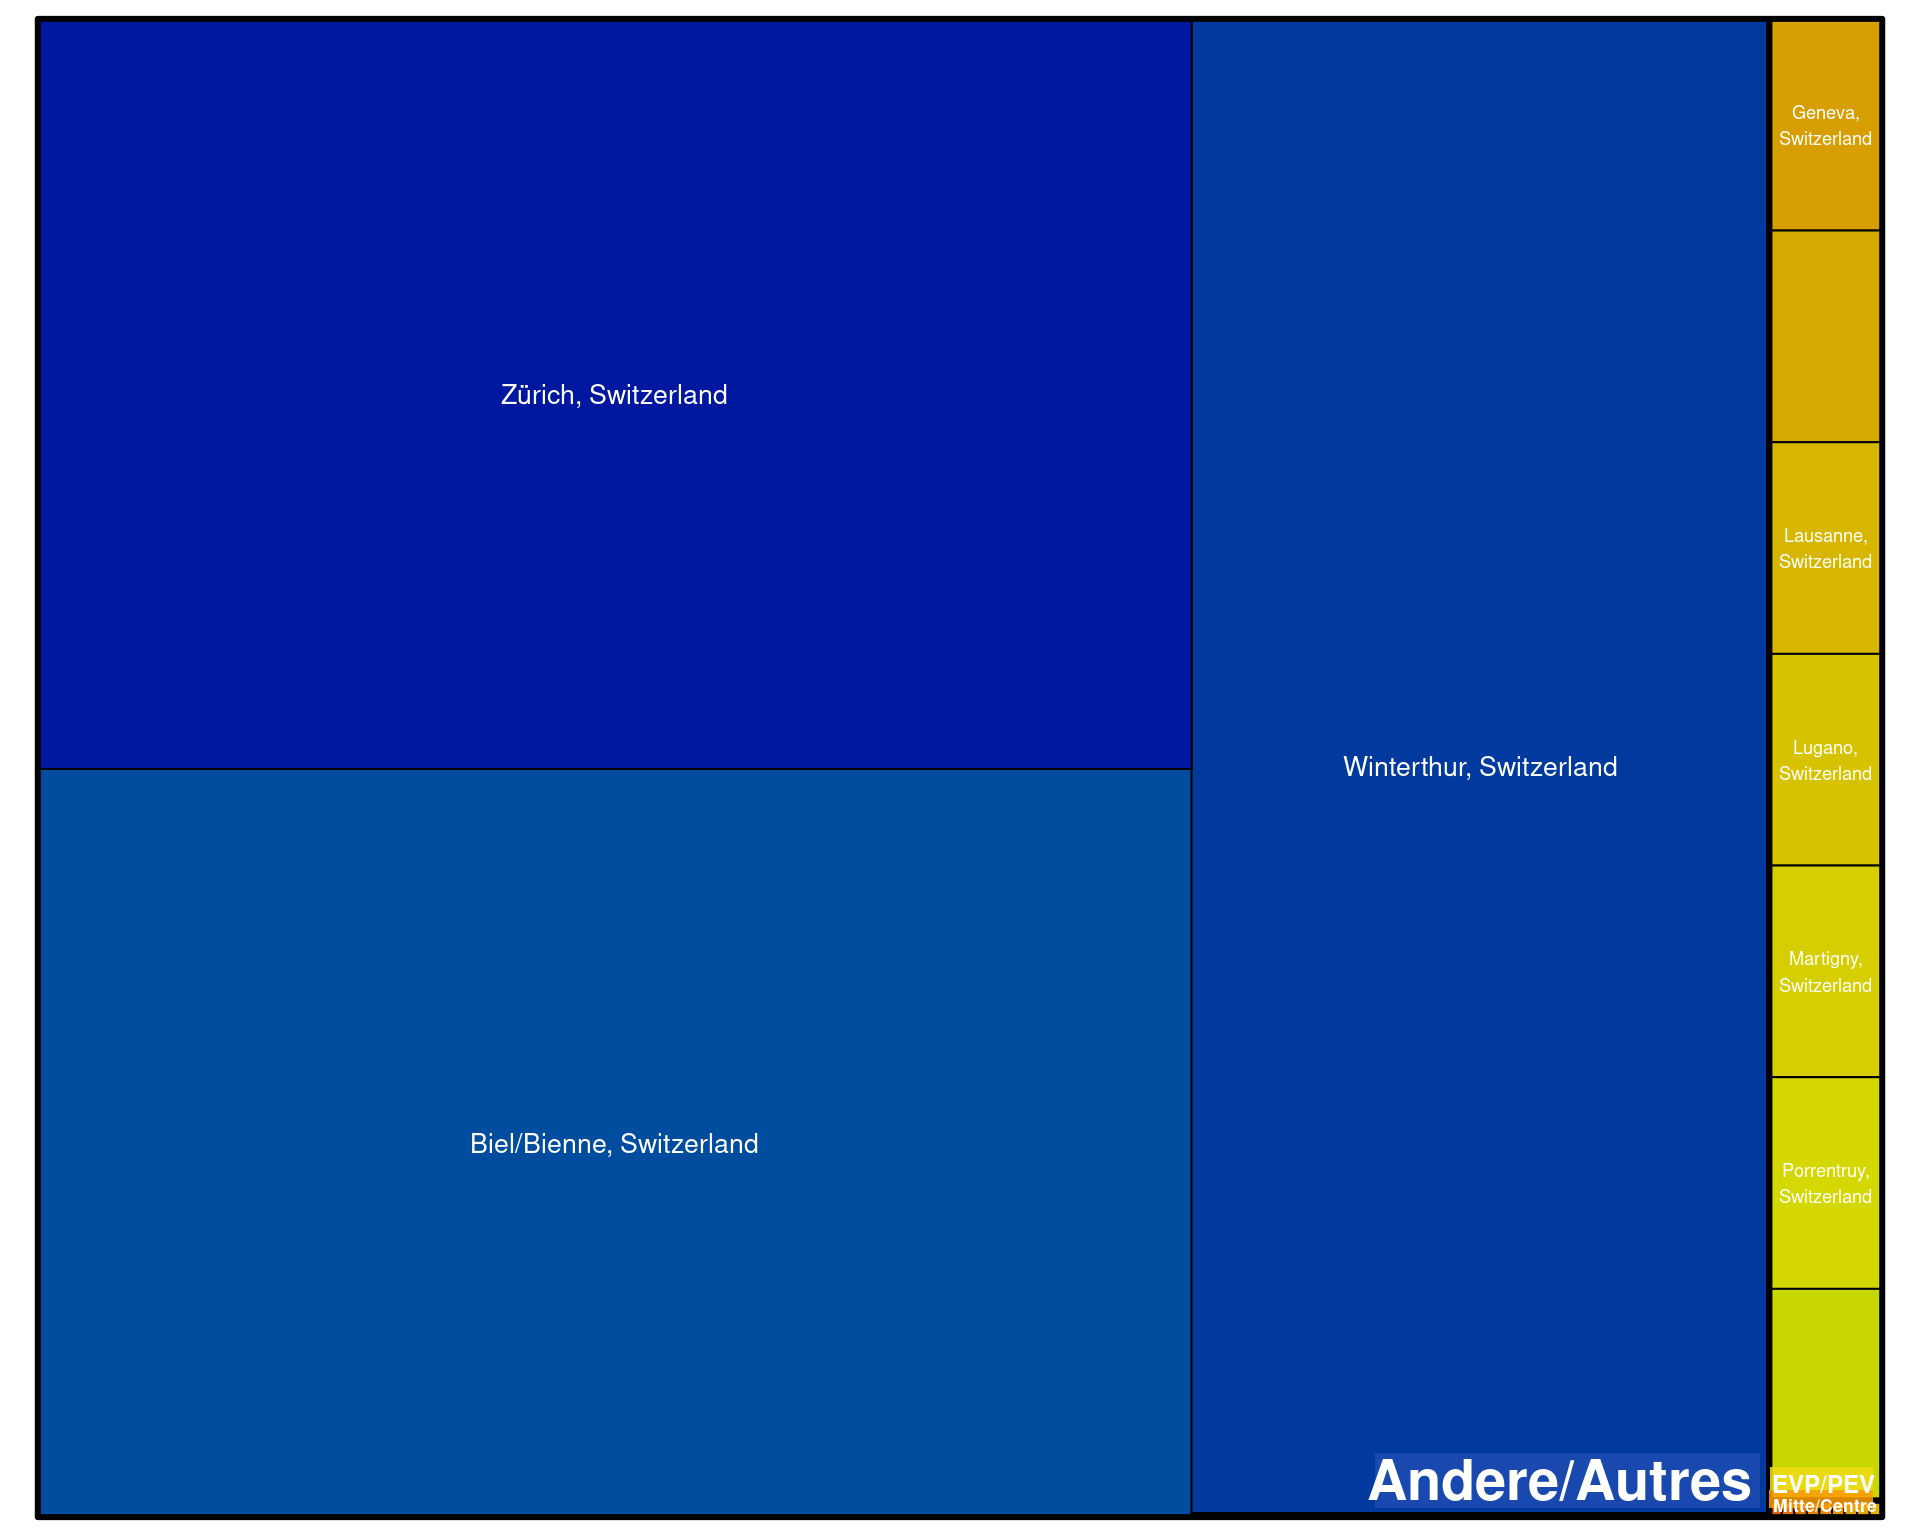 Zürich, Switzerland
Biel/Bienne, Switzerland
Winterthur, Switzerland
Andere/Autres
Geneva,
Switzerland
Lausanne,
Switzerland
Lugano,
Switzerland
Martigny,
Switzerland
Porrentruy,
Switzerland
EVP/PEV
Mitte/Centre